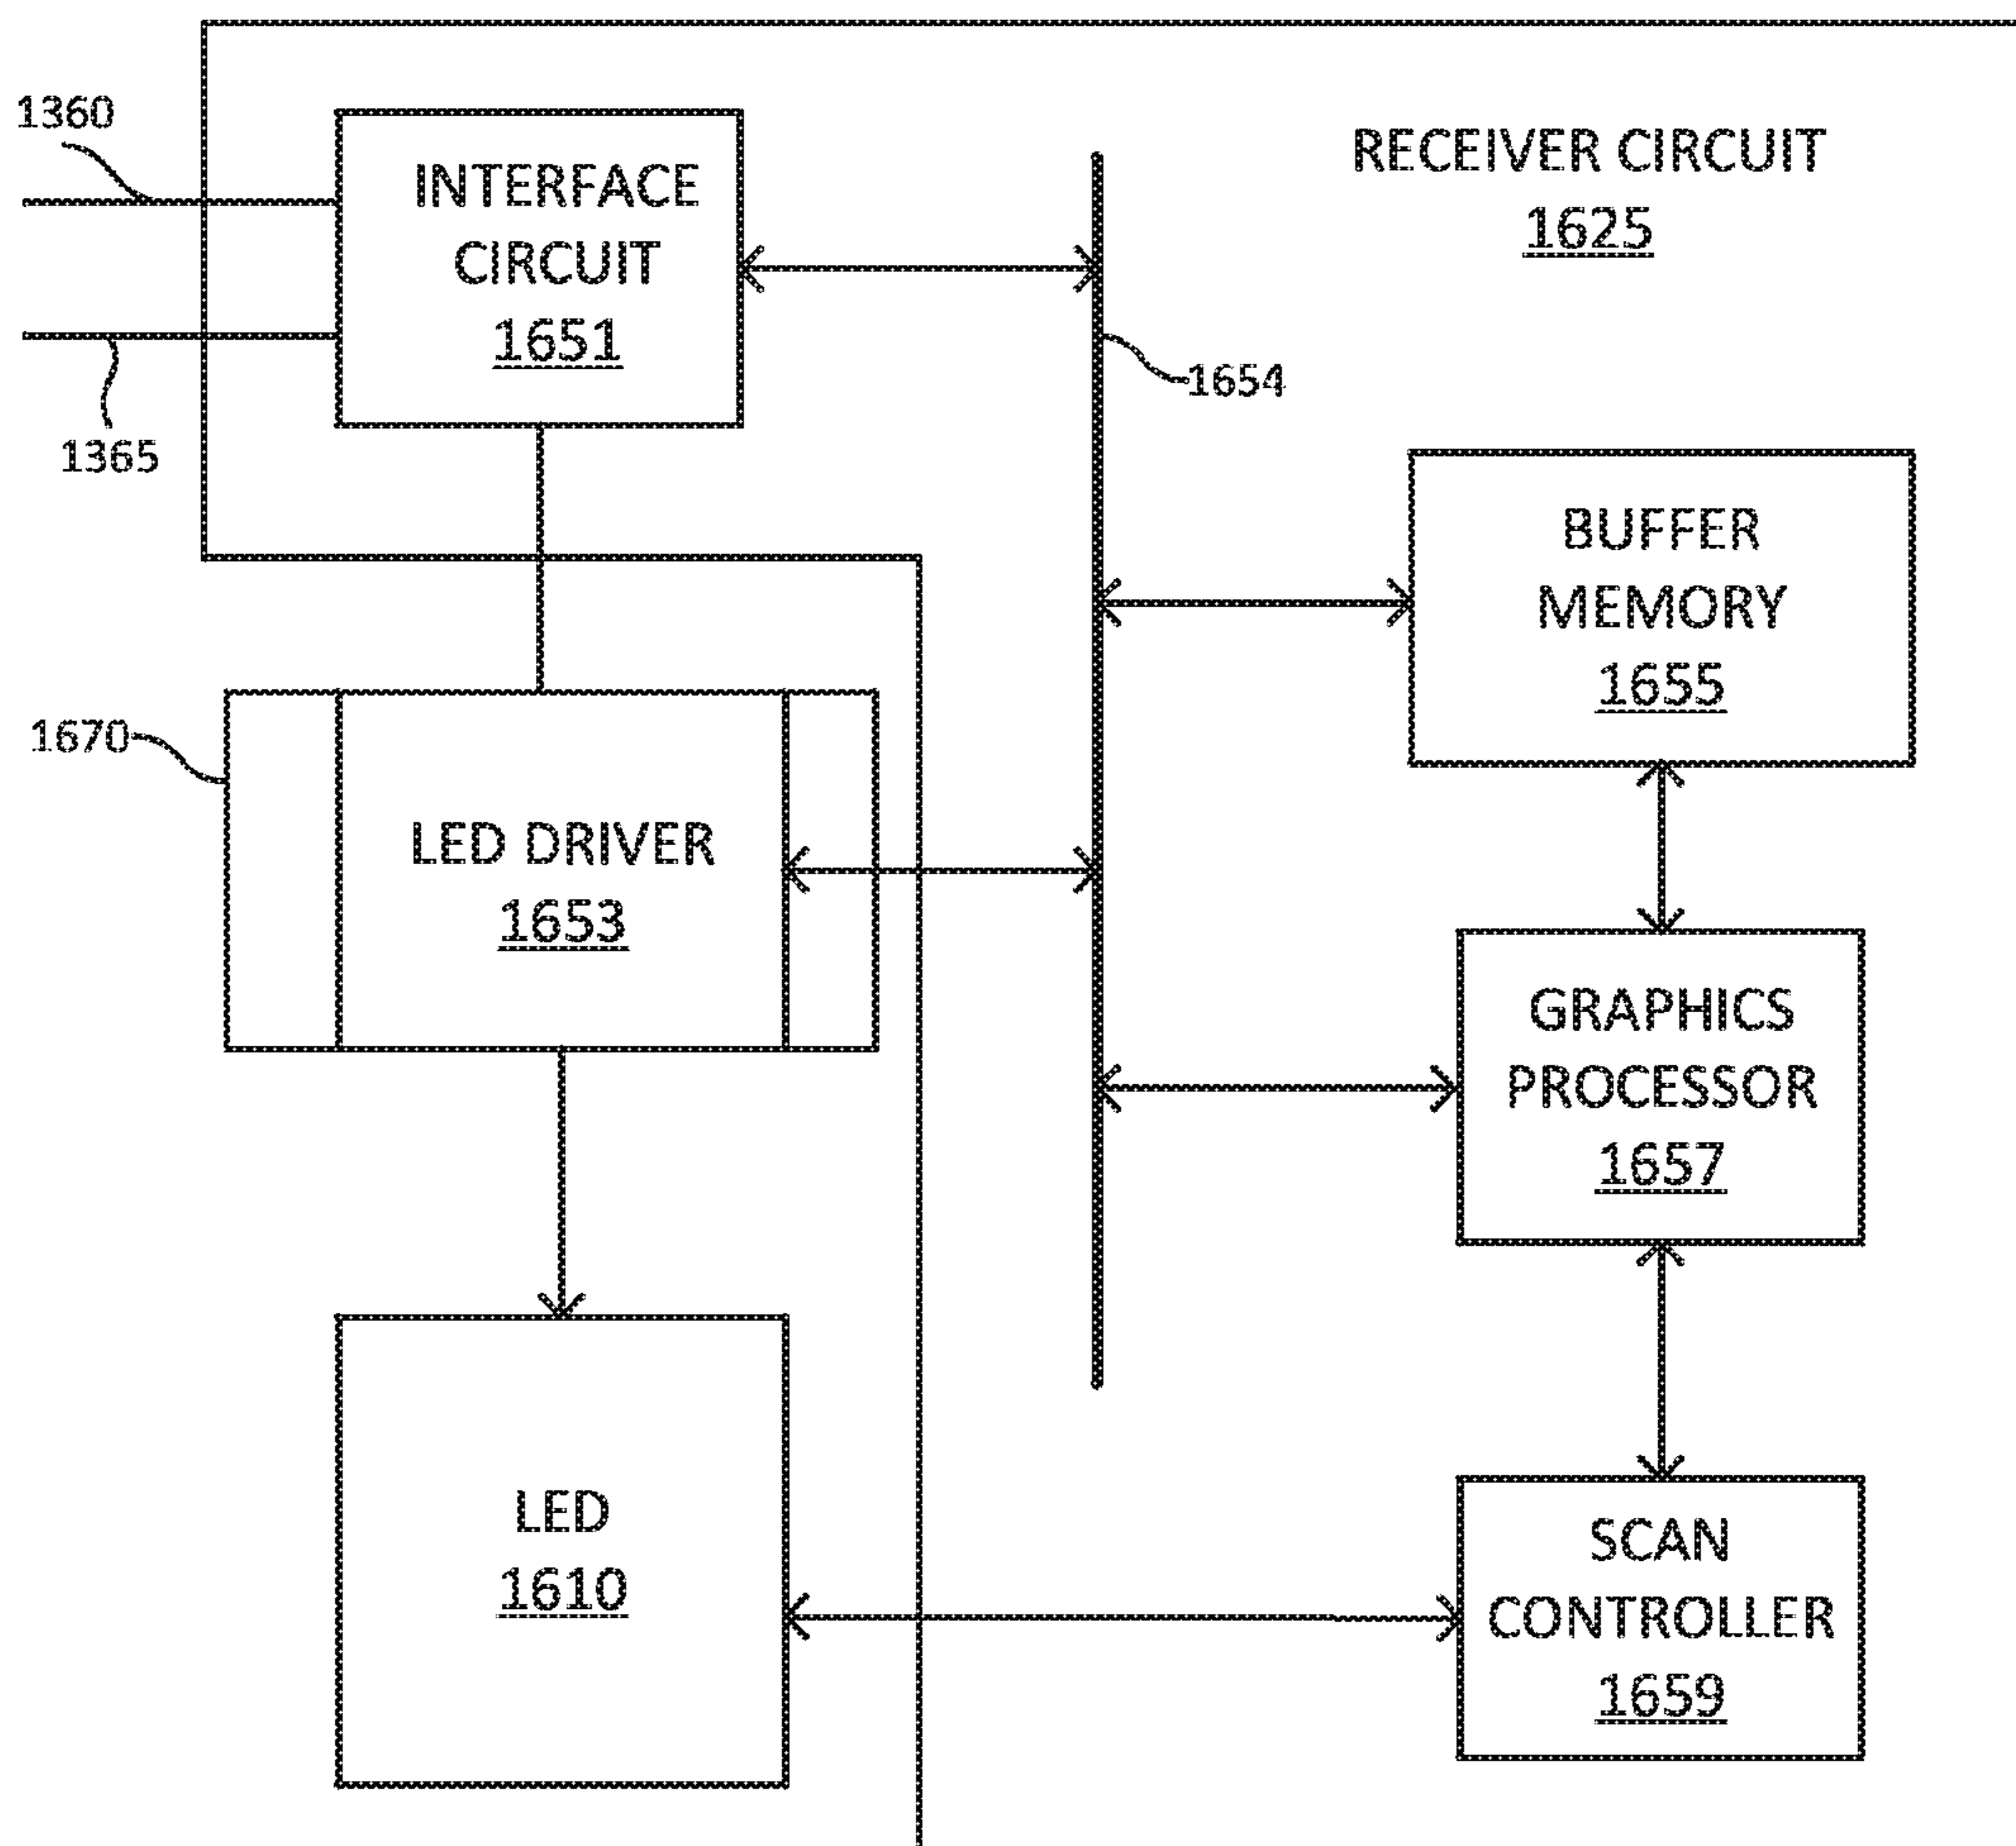 1360
INTERFACE
CIRCUIT
1651
RECEIVER CIRCUIT
1625
1365
1654
BUFFER
MEMORY
1655
1670
LED DRIVER
1653
GRAPHICS
PROCESSOR
1657
LED
1610
SCAN
CONTROLLER
1659